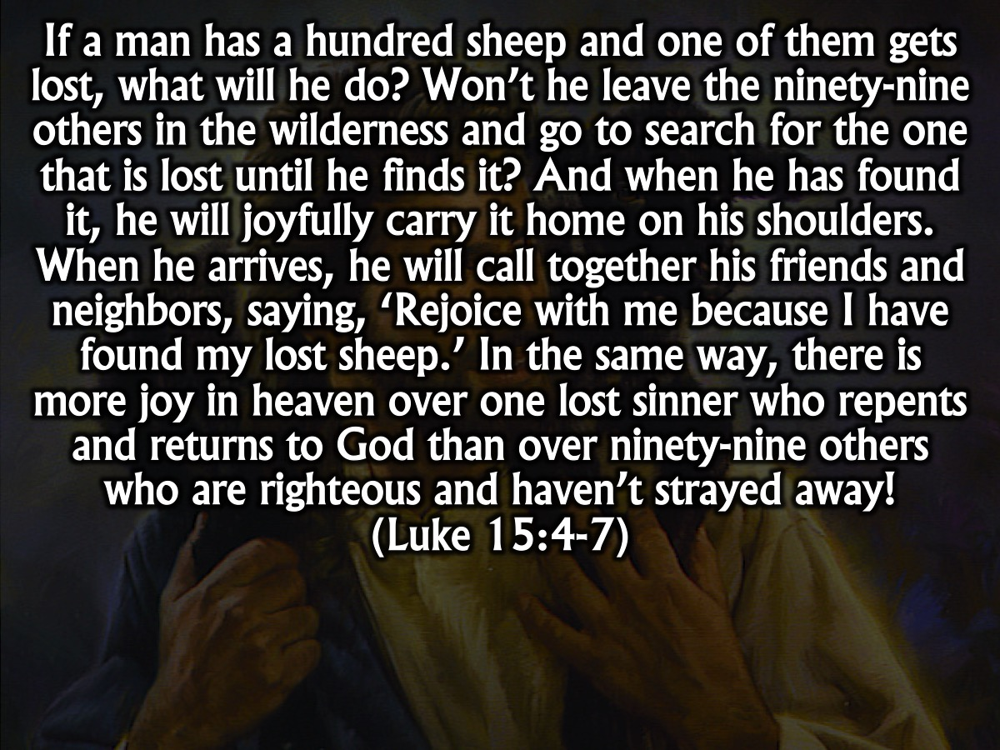 If a man has a hundred sheep and one of them gets
lost, what will he do? Won’t he leave the ninety-nine
others in the wilderness and go to search for the one
that is lost until he finds it? And when he has found
it, he will joyfully carry it home on his shoulders.
When he arrives, he will call together his friends and
neighbors, saying, ‘Rejoice with me because I have
found my lost sheep.’ In the same way, there is
more joy in heaven over one lost sinner who repents
and returns to God than over ninety-nine others
who are righteous and haven’t strayed away!
(Luke 15:4-7)